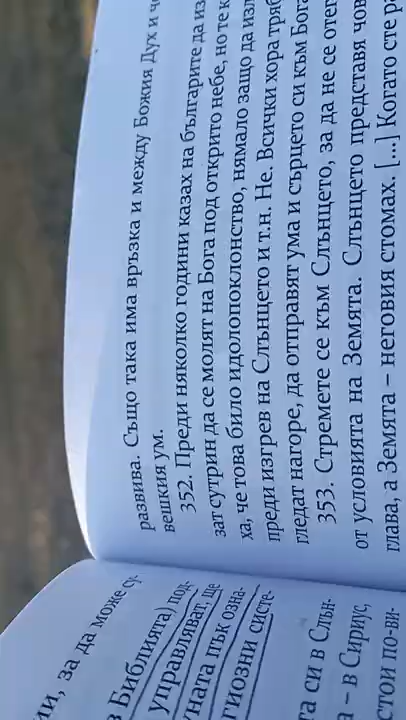 развива. Също така има връзка и между Божия Дух и
вешкия ум.
352. Преди няколко години казах на българите да из
зат сутрин да се молят на Бога под открито небе, но те к
ха, че това било идолопоклонство, нямало защо да изл
преди изгрев на Слънцето и т.н. Не. Всички хора тряб
гледат нагоре, да отправят ума и сърцето си към Бога
353. Стремете се към Слънцето, за да не се отег
от условията на Земята. Слънцето представя чов
глава, а Земята – неговия стомах. [...] Когато сте р
ии, за да може
в Библията) под-
управляват, ще
уната пък озна-
гиозни систе-
та си в Слън-
а – в Сириус,
стои по-ви-